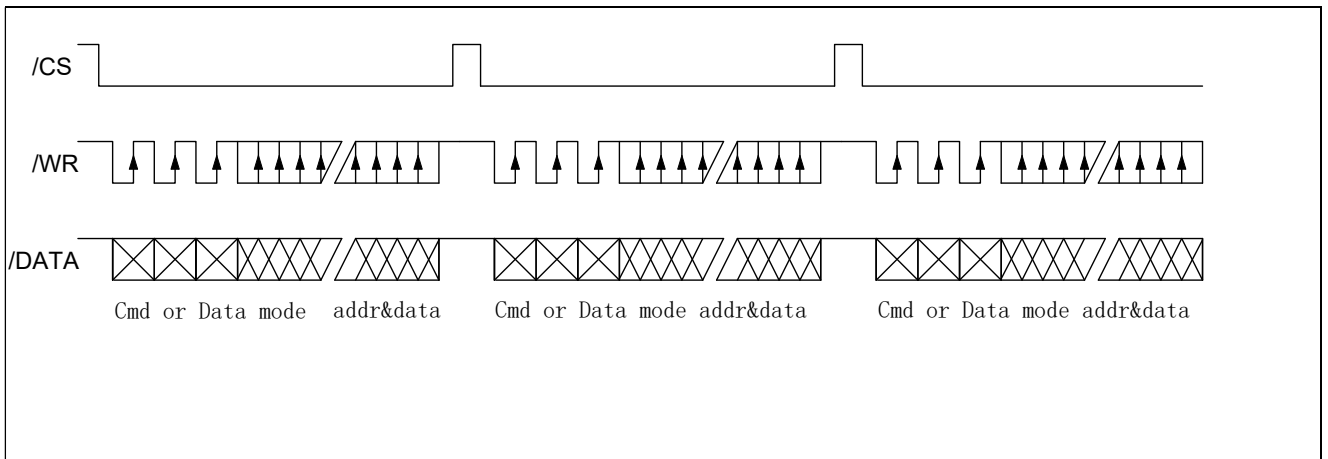 /CS
/WR
/DATA
Cmd or Data mode addr&data Cmd or Data mode addr&data Cmd or Data mode addr&data